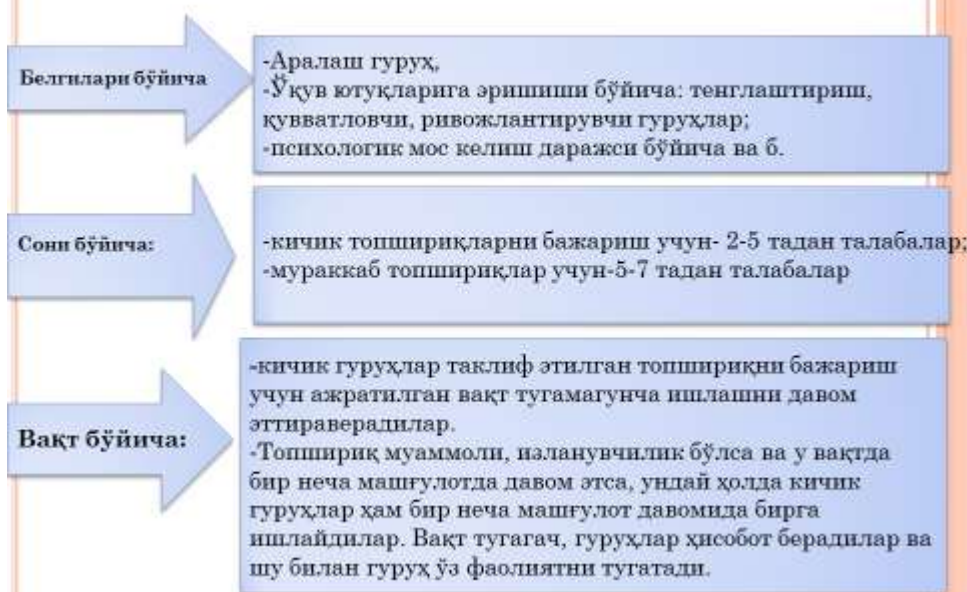 Белгилари бўйича
-Аралаш гуруҳ,
-Ўқув ютуқларига эришиши бўйича: тенглаштириш,
қувватловчи, ривожлантирувчи гуруҳлар;
-психологик мос келиш даражси бўйича ва б.
Сони бўйича:
-кичик топшириқларни бажариш учун- 2-5 тадан талабалар;
-мураккаб топшириқлар учун-5-7 тадан талабалар
Вақт бўйича:
-кичик гуруҳлар таклиф этилган топшириқни бажариш
учун ажратилган вақт тугамагунча ишлашни давом
эттираверадилар.
-Топшириқ муаммоли, изланувчилик бўлса ва у вақтда
бир неча машғулотда давом этса, ундай ҳолда кичик
гуруҳлар ҳам бир неча машғулот давомида бирга
ишлайдилар. Вақт тугагач, гуруҳлар ҳисобот берадилар ва
шу билан гуруҳ ўз фаолиятни тугатади.